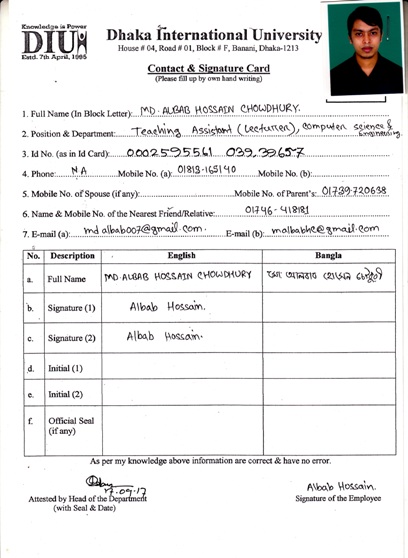 Knowledge is Power
DIU
Estd. 7th April, 1995
Dhaka International University
House # 04, Road # 01, Block # F, Banani, Dhaka-1213
Contact & Signature Card
(Please fill up by own hand writing)
1. Full Name (In Block Letter): MD. ALBAB HOSSAIN CHOWDHURY.
2. Position & Department: Teaching Assistant (Lecturer), Computer science & Engineering
3. Id No. (as in Id Card): 0002595561 039,39657
4. Phone: NA Mobile No. (a): 01813-165140 Mobile No. (b):
5. Mobile No. of Spouse (if any): Mobile No. of Parent's: 01739-720638
6. Name & Mobile No. of the Nearest Friend/Relative: 01746-418181
7. E-mail (a): mdalbab007@gmail.com. E-mail (b): malbabhc@gmail.com
No. Description English Bangla
a. Full Name MD. ALBAB HOSSAIN CHOWDHURY মোঃ আলবাব হোসেন চৌধুরী
b. Signature (1) Albab Hossain.
c. Signature (2) Albab Hossain.
d. Initial (1)
e. Initial (2)
f. Official Seal (if any)
As per my knowledge above information are correct & have no error.
17.09.17
Attested by Head of the Department
(with Seal & Date)
Albab Hossain.
Signature of the Employee